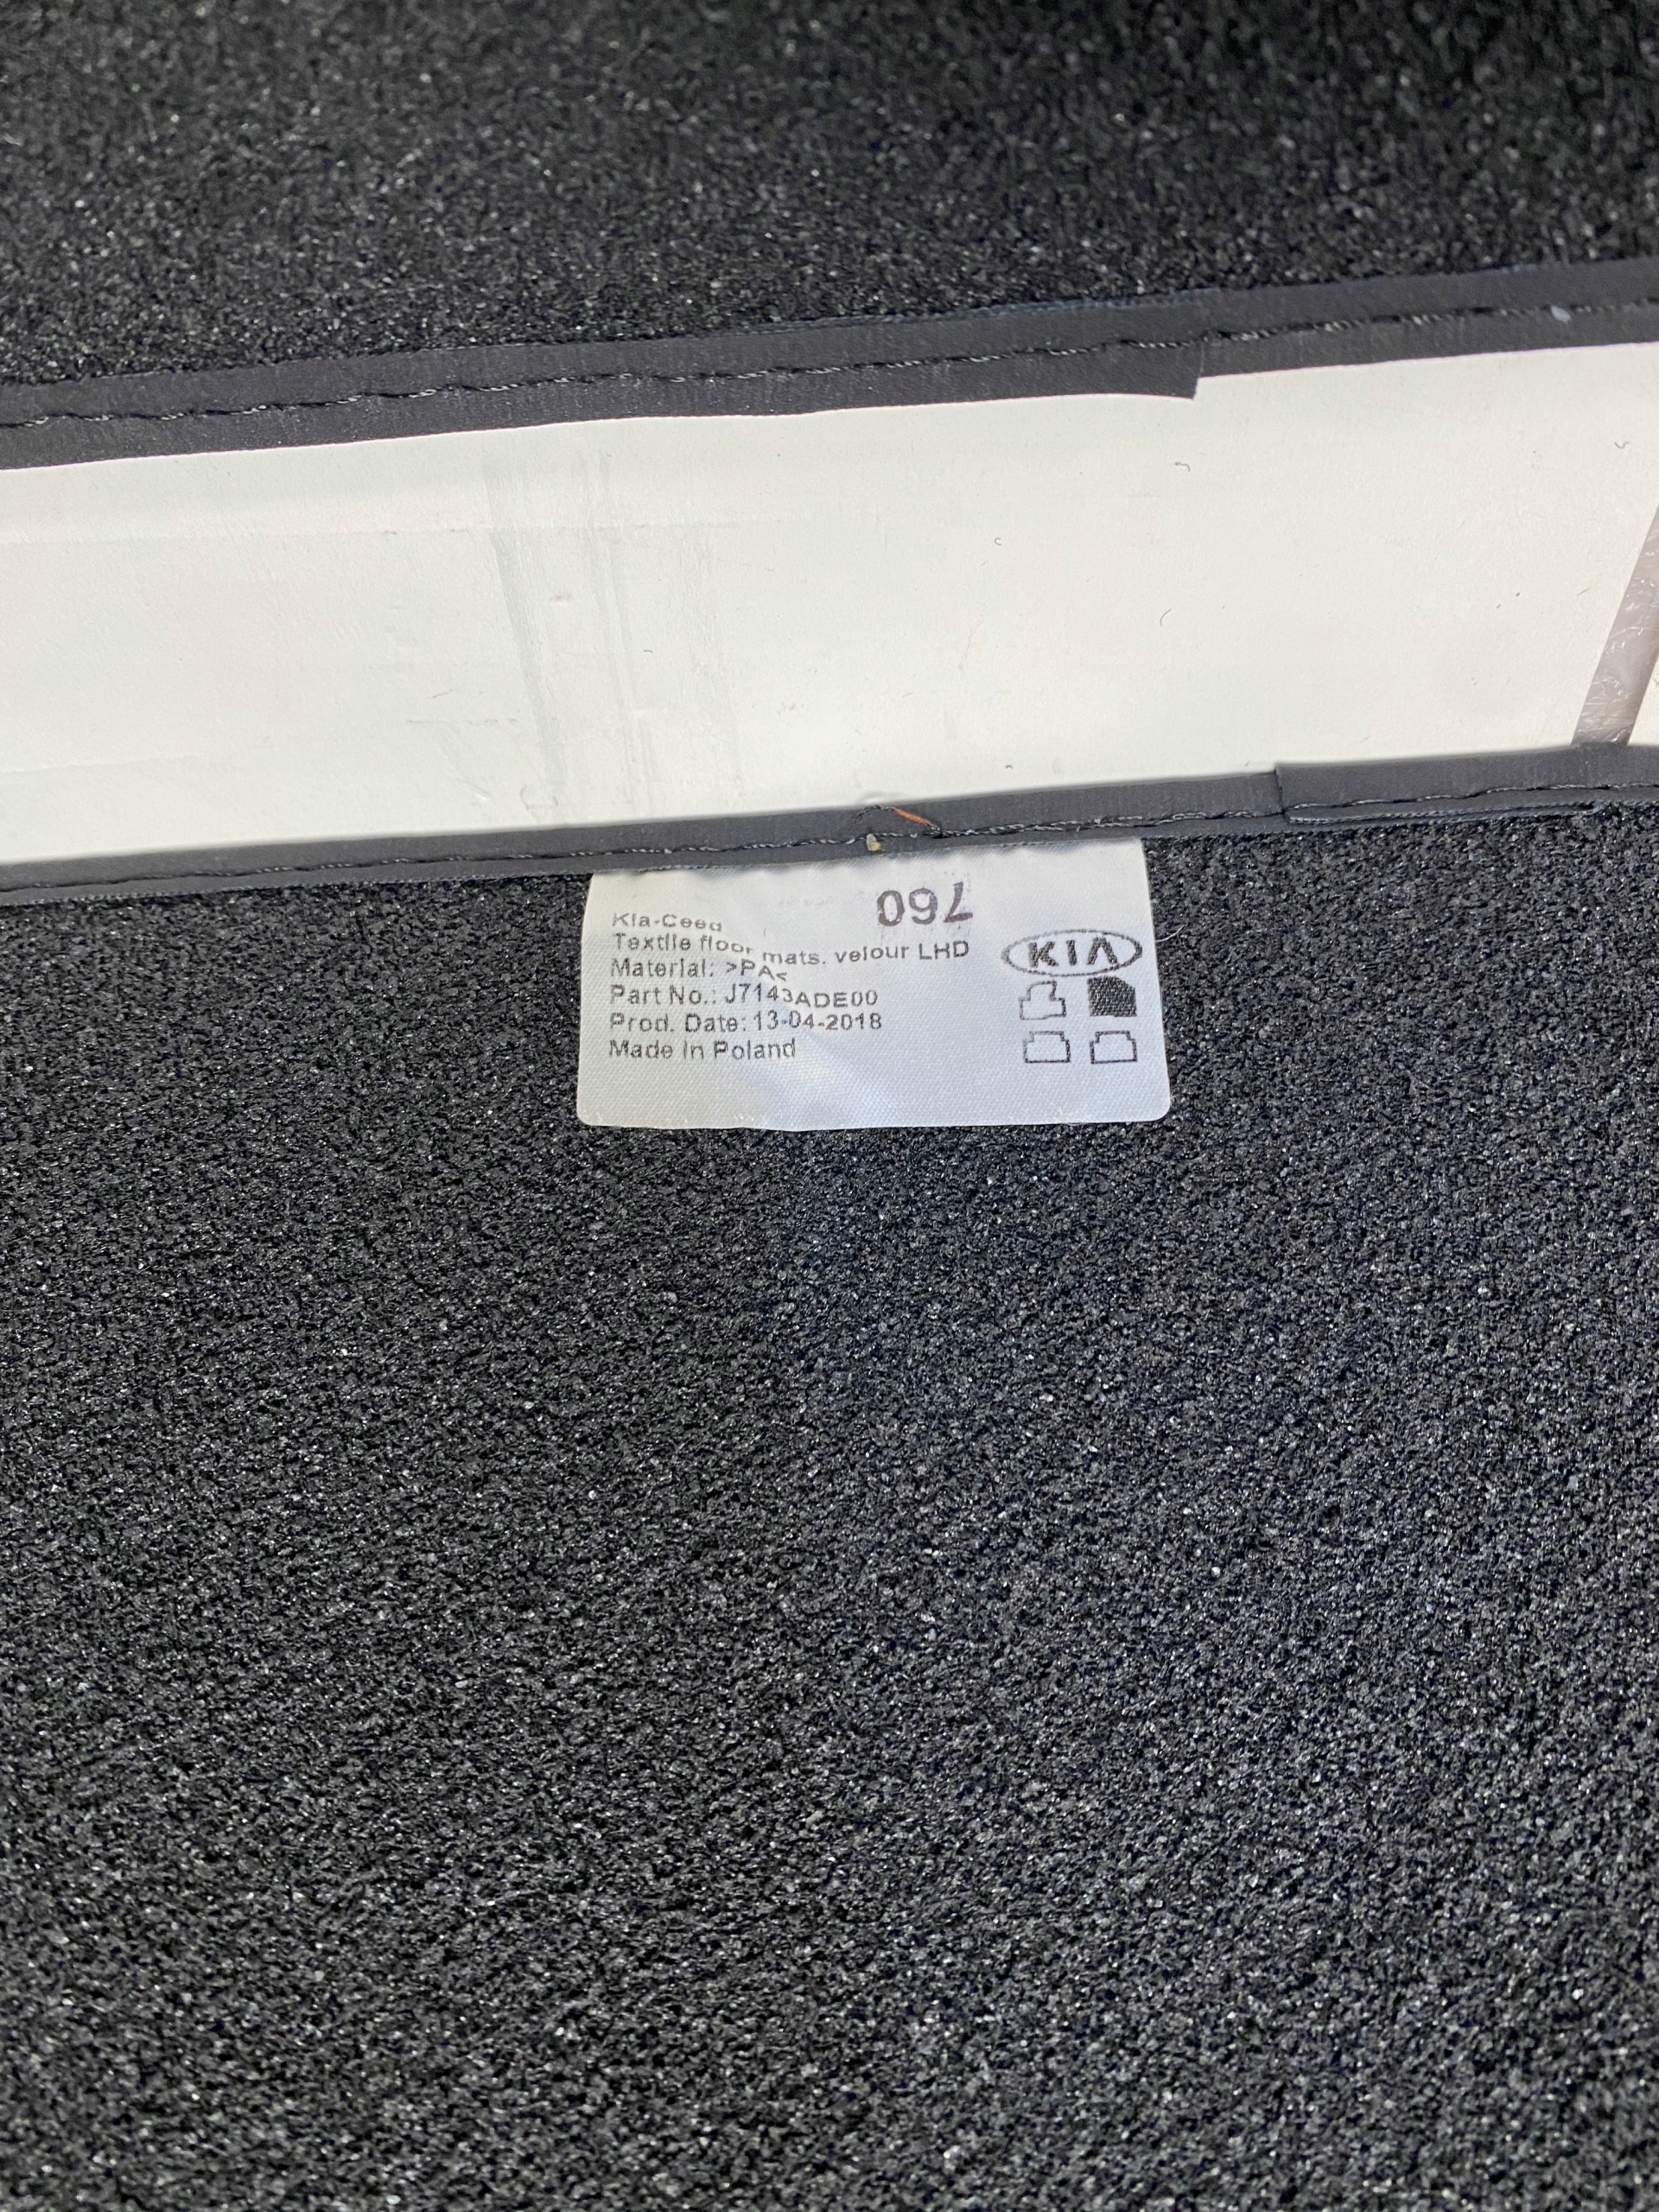 760
Kia-Ceed
Textile floor mats. velour LHD
Material: >PA<
Part No.: J7143ADE00
Prod. Date: 13-04-2018
Made in Poland
KIA